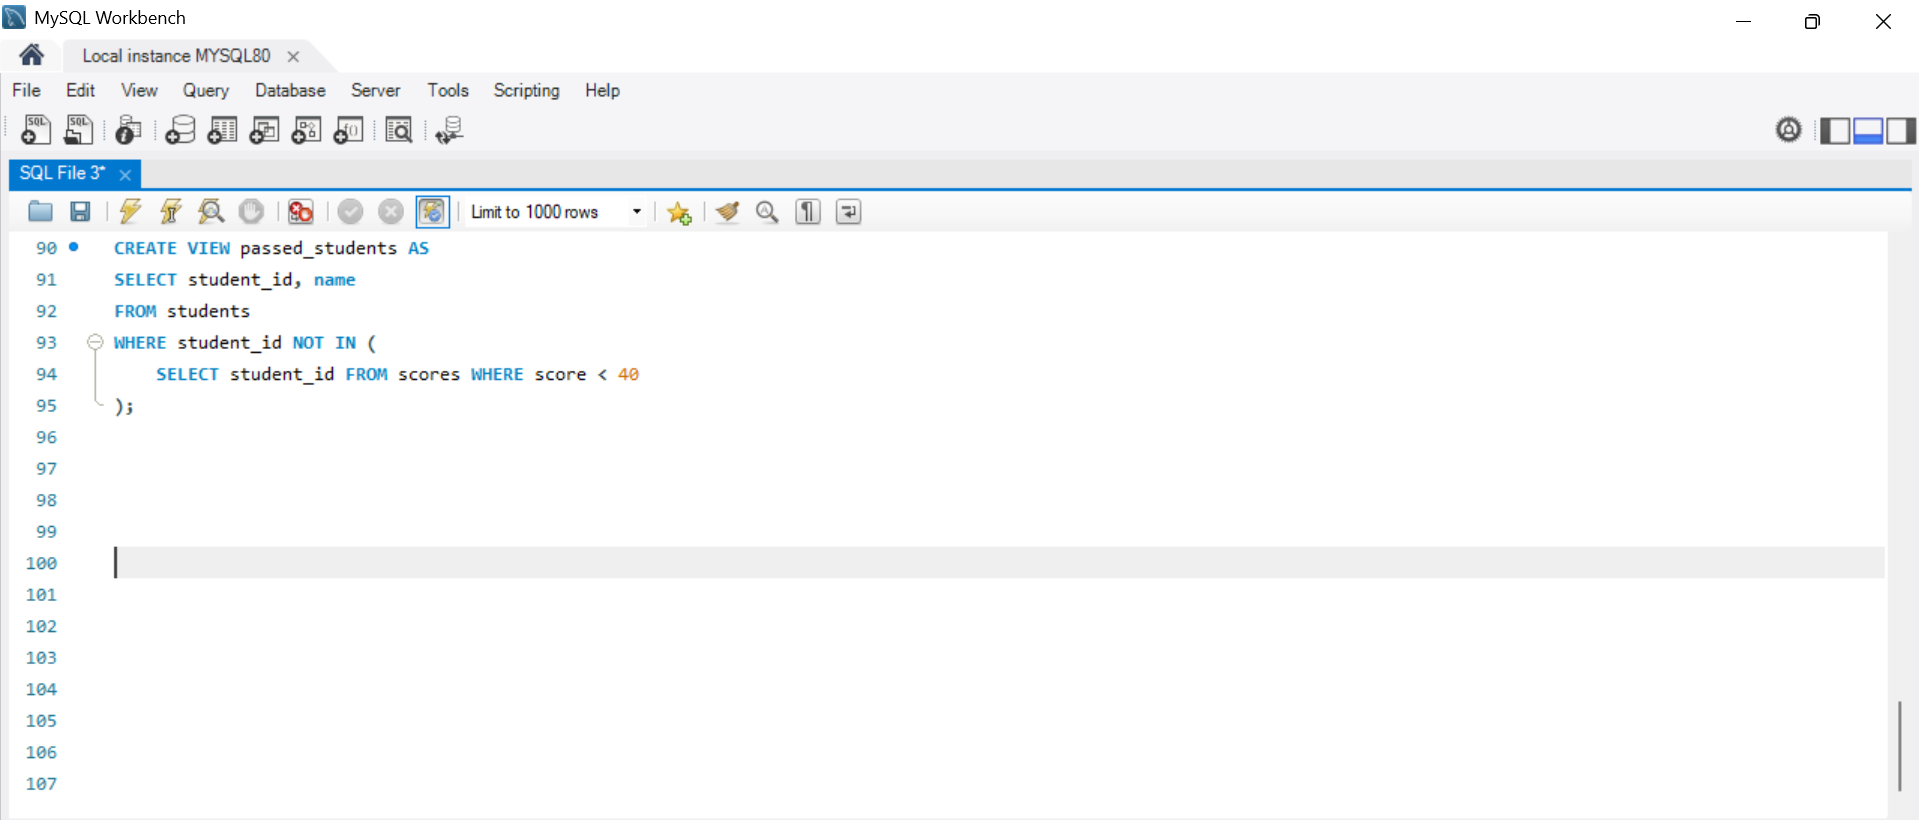 MySQL Workbench
Local instance MYSQL80
File Edit View Query Database Server Tools Scripting Help
SQL File 3*
Limit to 1000 rows
90 CREATE VIEW passed_students AS
91 SELECT student_id, name
92 FROM students
93 WHERE student_id NOT IN (
94 SELECT student_id FROM scores WHERE score < 40
95 );
96
97
98
99
100
101
102
103
104
105
106
107